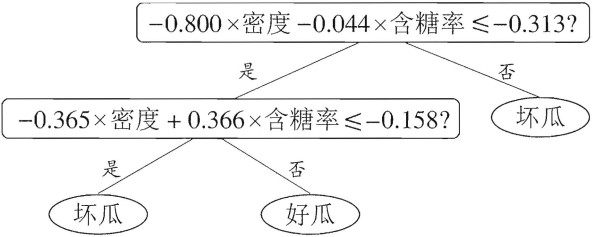 -0.800×密度-0.044×含糖率≤-0.313?
是
否
-0.365×密度+0.366×含糖率≤-0.158?
坏瓜
是
否
坏瓜
好瓜